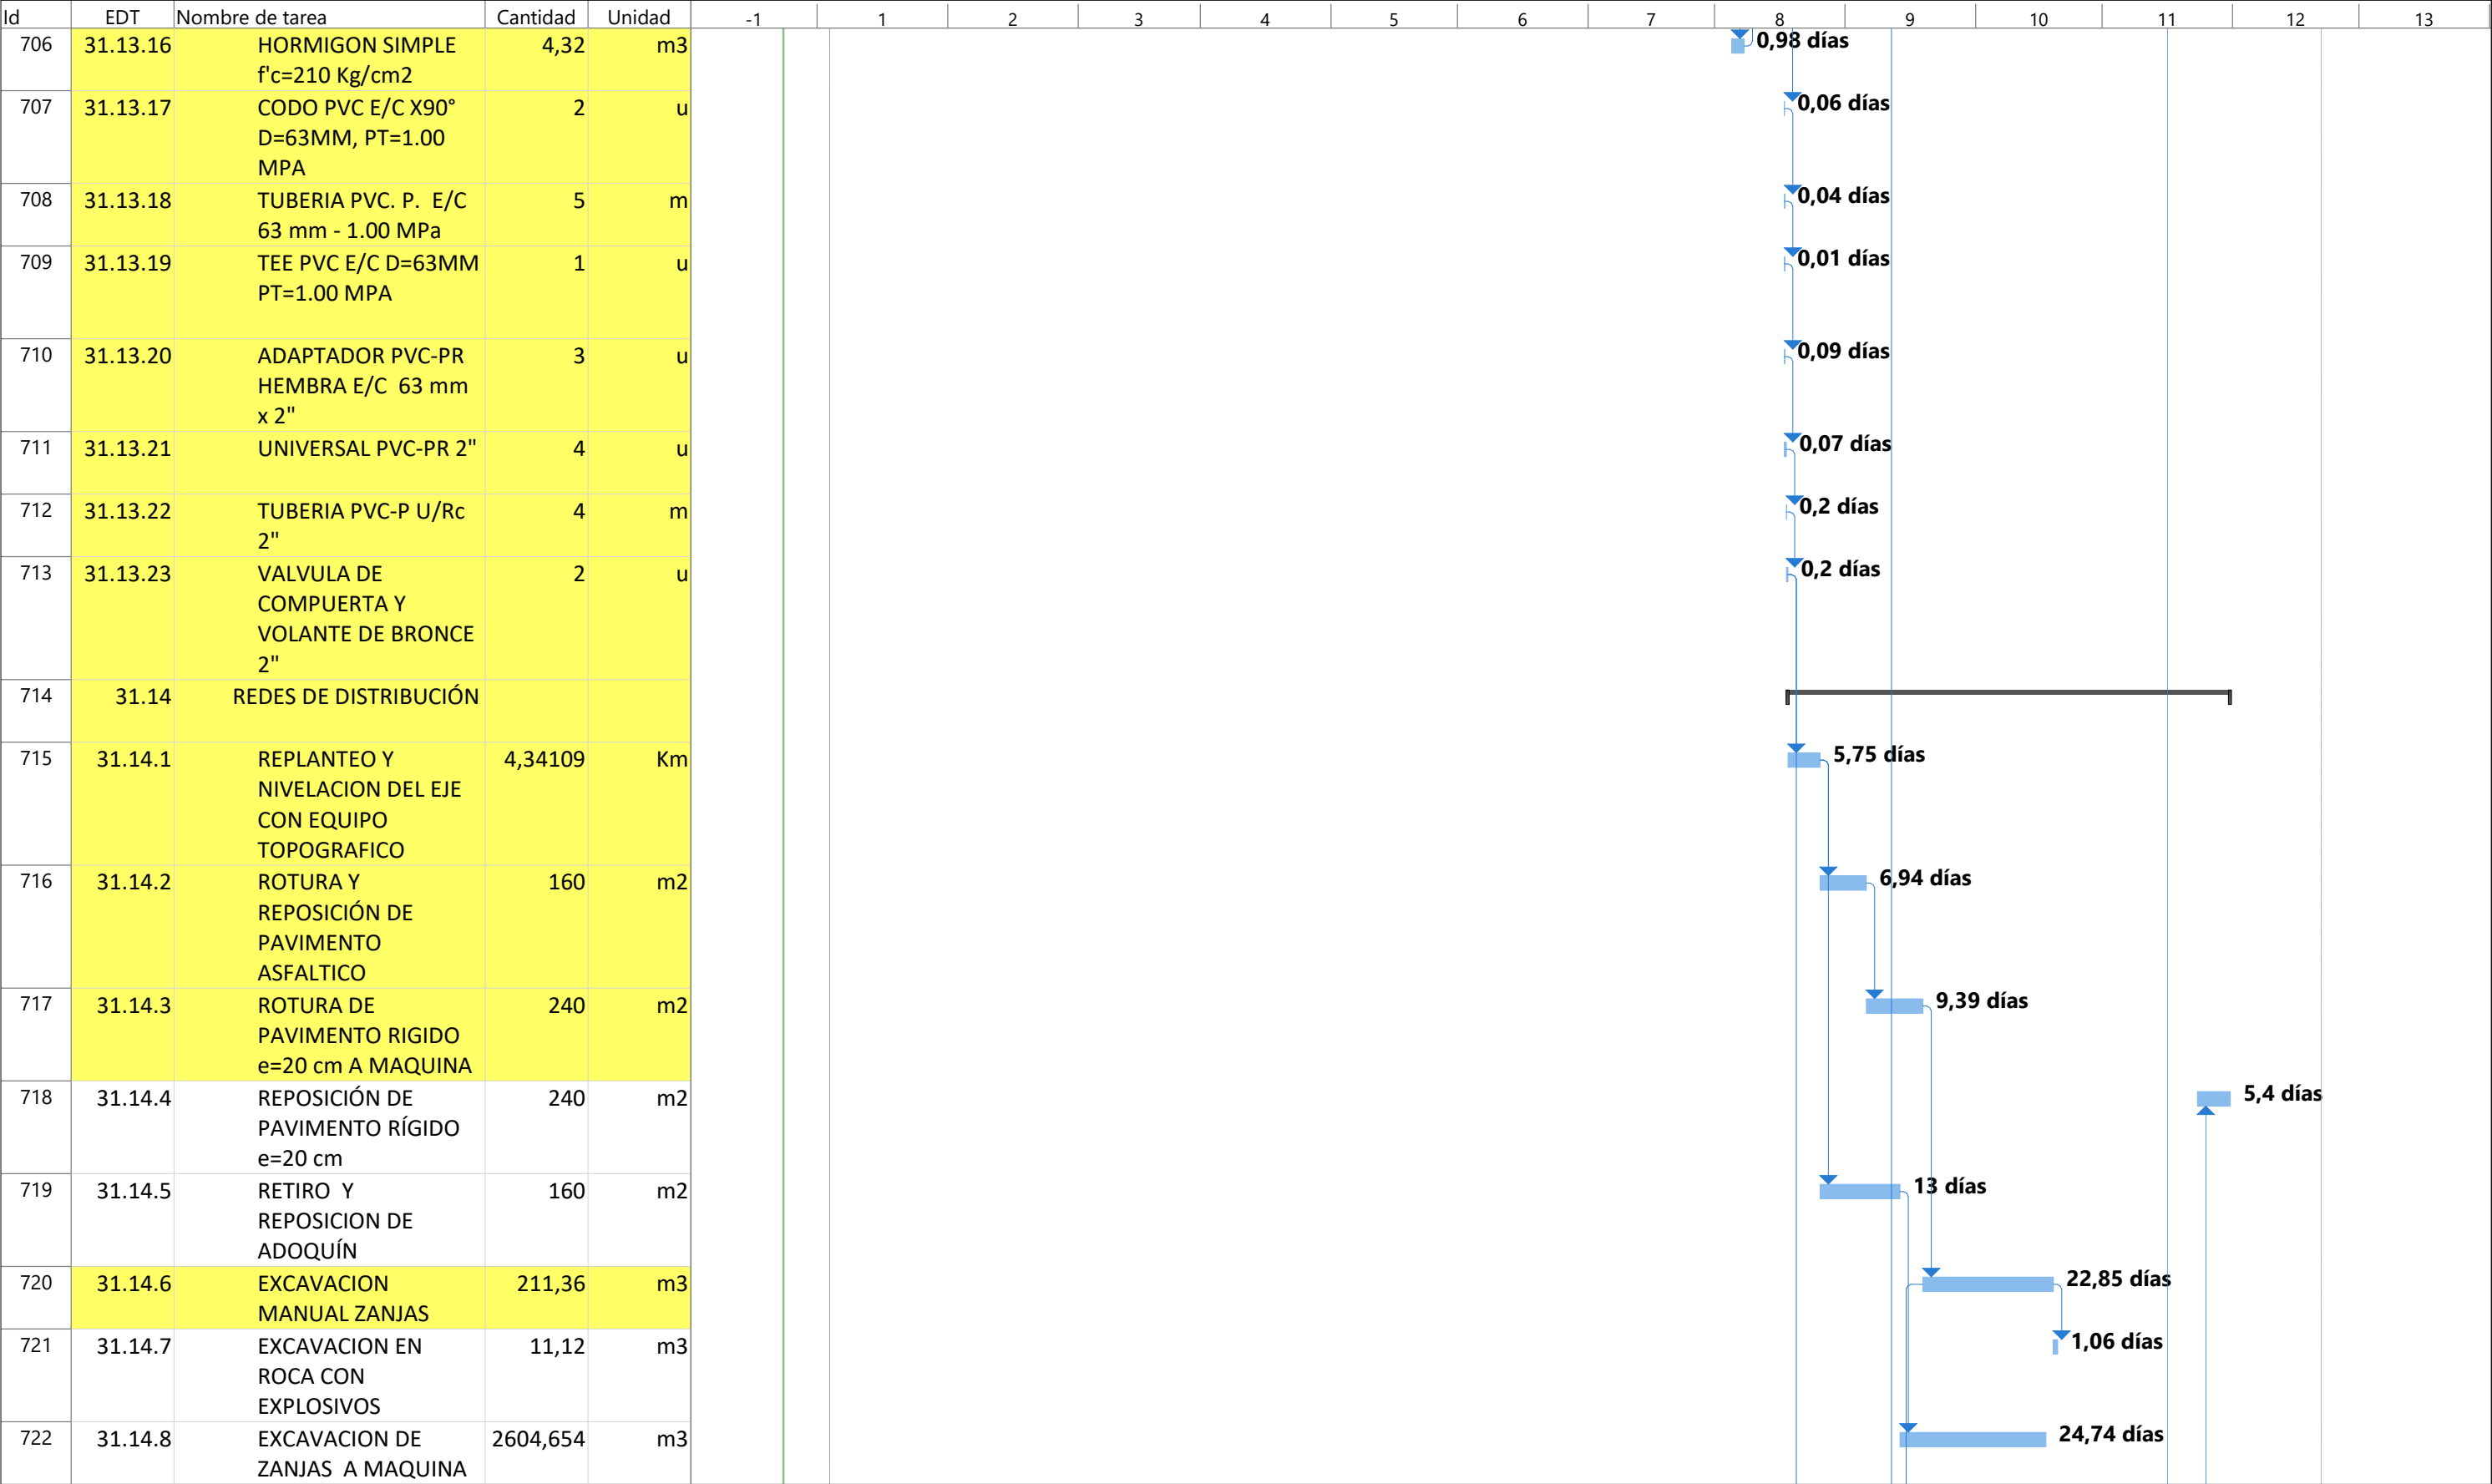 Id EDT Nombre de tarea Cantidad Unidad -1 1 2 3 4 5 6 7 8 9 10 11 12 13
706 31.13.16 HORMIGON SIMPLE 4,32 m3 0,98 días
f'c=210 Kg/cm2
707 31.13.17 CODO PVC E/C X90° 2 u 0,06 días
D=63MM, PT=1.00
MPA
708 31.13.18 TUBERIA PVC. P. E/C 5 m 0,04 días
63 mm - 1.00 MPa
709 31.13.19 TEE PVC E/C D=63MM 1 u 0,01 días
PT=1.00 MPA
710 31.13.20 ADAPTADOR PVC-PR 3 u 0,09 días
HEMBRA E/C 63 mm
x 2"
711 31.13.21 UNIVERSAL PVC-PR 2" 4 u 0,07 días
712 31.13.22 TUBERIA PVC-P U/Rc 4 m 0,2 días
2"
713 31.13.23 VALVULA DE 2 u 0,2 días
COMPUERTA Y
VOLANTE DE BRONCE
2"
714 31.14 REDES DE DISTRIBUCIÓN
715 31.14.1 REPLANTEO Y 4,34109 Km 5,75 días
NIVELACION DEL EJE
CON EQUIPO
TOPOGRAFICO
716 31.14.2 ROTURA Y 160 m2 6,94 días
REPOSICIÓN DE
PAVIMENTO
ASFALTICO
717 31.14.3 ROTURA DE 240 m2 9,39 días
PAVIMENTO RIGIDO
e=20 cm A MAQUINA
718 31.14.4 REPOSICIÓN DE 240 m2 5,4 días
PAVIMENTO RÍGIDO
e=20 cm
719 31.14.5 RETIRO Y 160 m2 13 días
REPOSICION DE
ADOQUÍN
720 31.14.6 EXCAVACION 211,36 m3 22,85 días
MANUAL ZANJAS
721 31.14.7 EXCAVACION EN 11,12 m3 1,06 días
ROCA CON
EXPLOSIVOS
722 31.14.8 EXCAVACION DE 2604,654 m3 24,74 días
ZANJAS A MAQUINA